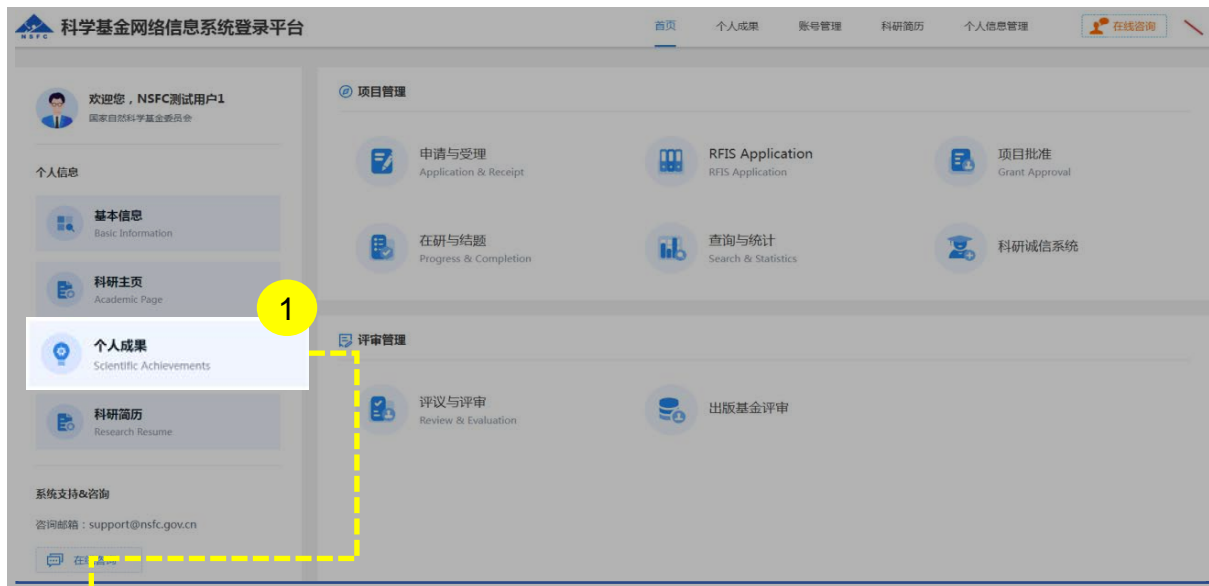 NSFC
科学基金网络信息系统登录平台
首页 个人成果 账号管理 科研简历 个人信息管理 在线咨询
欢迎您，NSFC测试用户1
国家自然科学基金委员会
个人信息
基本信息
Basic Information
科研主页
Academic Page
1
个人成果
Scientific Achievements
科研简历
Research Resume
系统支持&咨询
咨询邮箱：support@nsfc.gov.cn
项目管理
申请与受理
Application & Receipt
RFIS Application
RFIS Application
项目批准
Grant Approval
在研与结题
Progress & Completion
查询与统计
Search & Statistics
科研诚信系统
评审管理
评议与评审
Review & Evaluation
出版基金评审